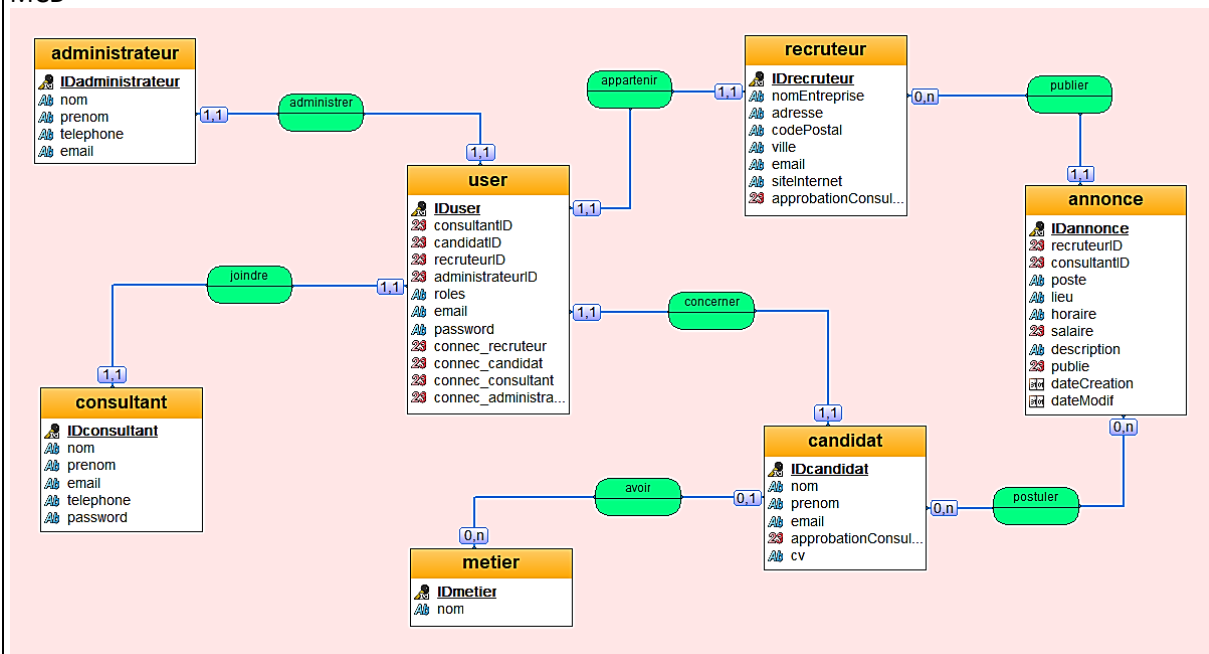 MCD
administrateur
IDadministrateur
nom
prenom
telephone
email
1,1
administrer
1,1
appartenir
1,1
1,1
recruteur
IDrecruteur
nomEntreprise
adresse
codePostal
ville
email
siteInternet
approbationConsul...
0,n
publier
1,1
user
IDuser
consultantID
candidatID
recruteurID
administrateurID
roles
email
password
connec_recruteur
connec_candidat
connec_consultant
connec_administra...
annonce
IDannonce
recruteurID
consultantID
poste
lieu
horaire
salaire
description
publie
dateCreation
dateModif
joindre
1,1
1,1
concerner
1,1
1,1
consultant
IDconsultant
nom
prenom
email
telephone
password
candidat
IDcandidat
nom
prenom
email
approbationConsul...
cv
0,n
postuler
0,n
avoir
0,1
0,n
metier
IDmetier
nom